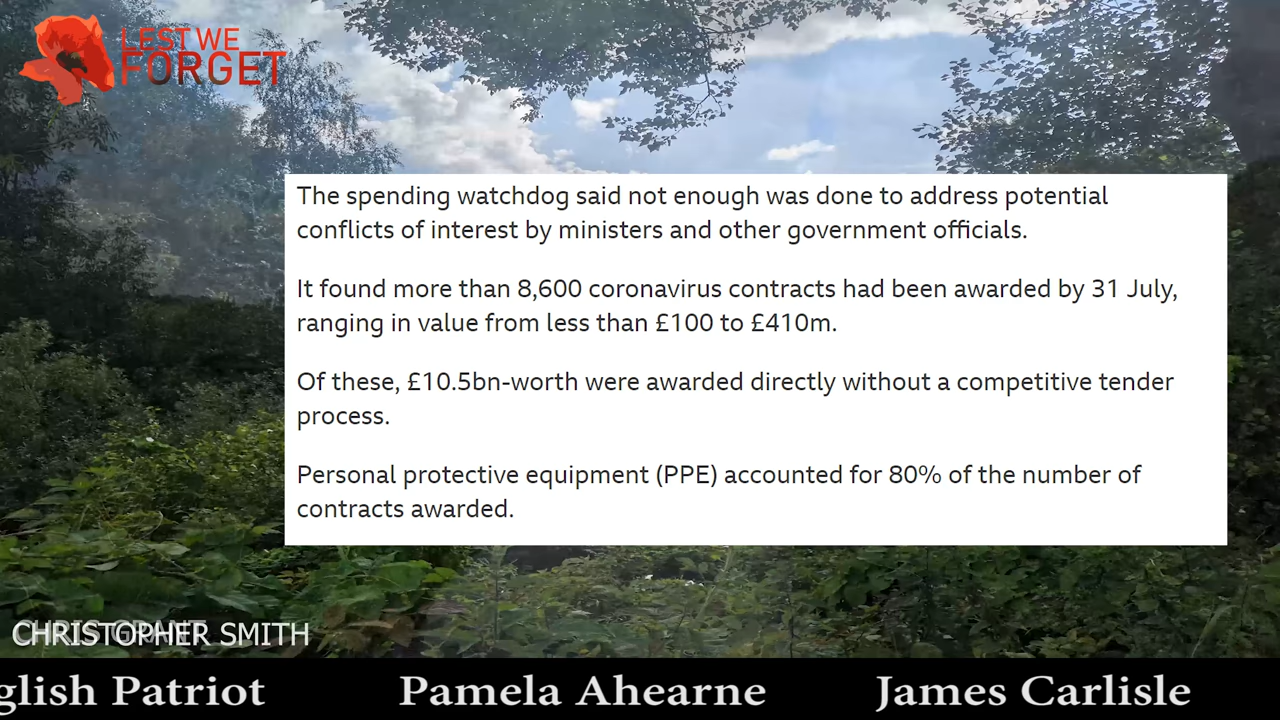 LEST WE
FORGET
The spending watchdog said not enough was done to address potential
conflicts of interest by ministers and other government officials.
It found more than 8,600 coronavirus contracts had been awarded by 31 July,
ranging in value from less than £100 to £410m.
Of these, £10.5bn-worth were awarded directly without a competitive tender
process.
Personal protective equipment (PPE) accounted for 80% of the number of
contracts awarded.
CHRISTOPHER SMITH
glish Patriot Pamela Ahearne James Carlisle